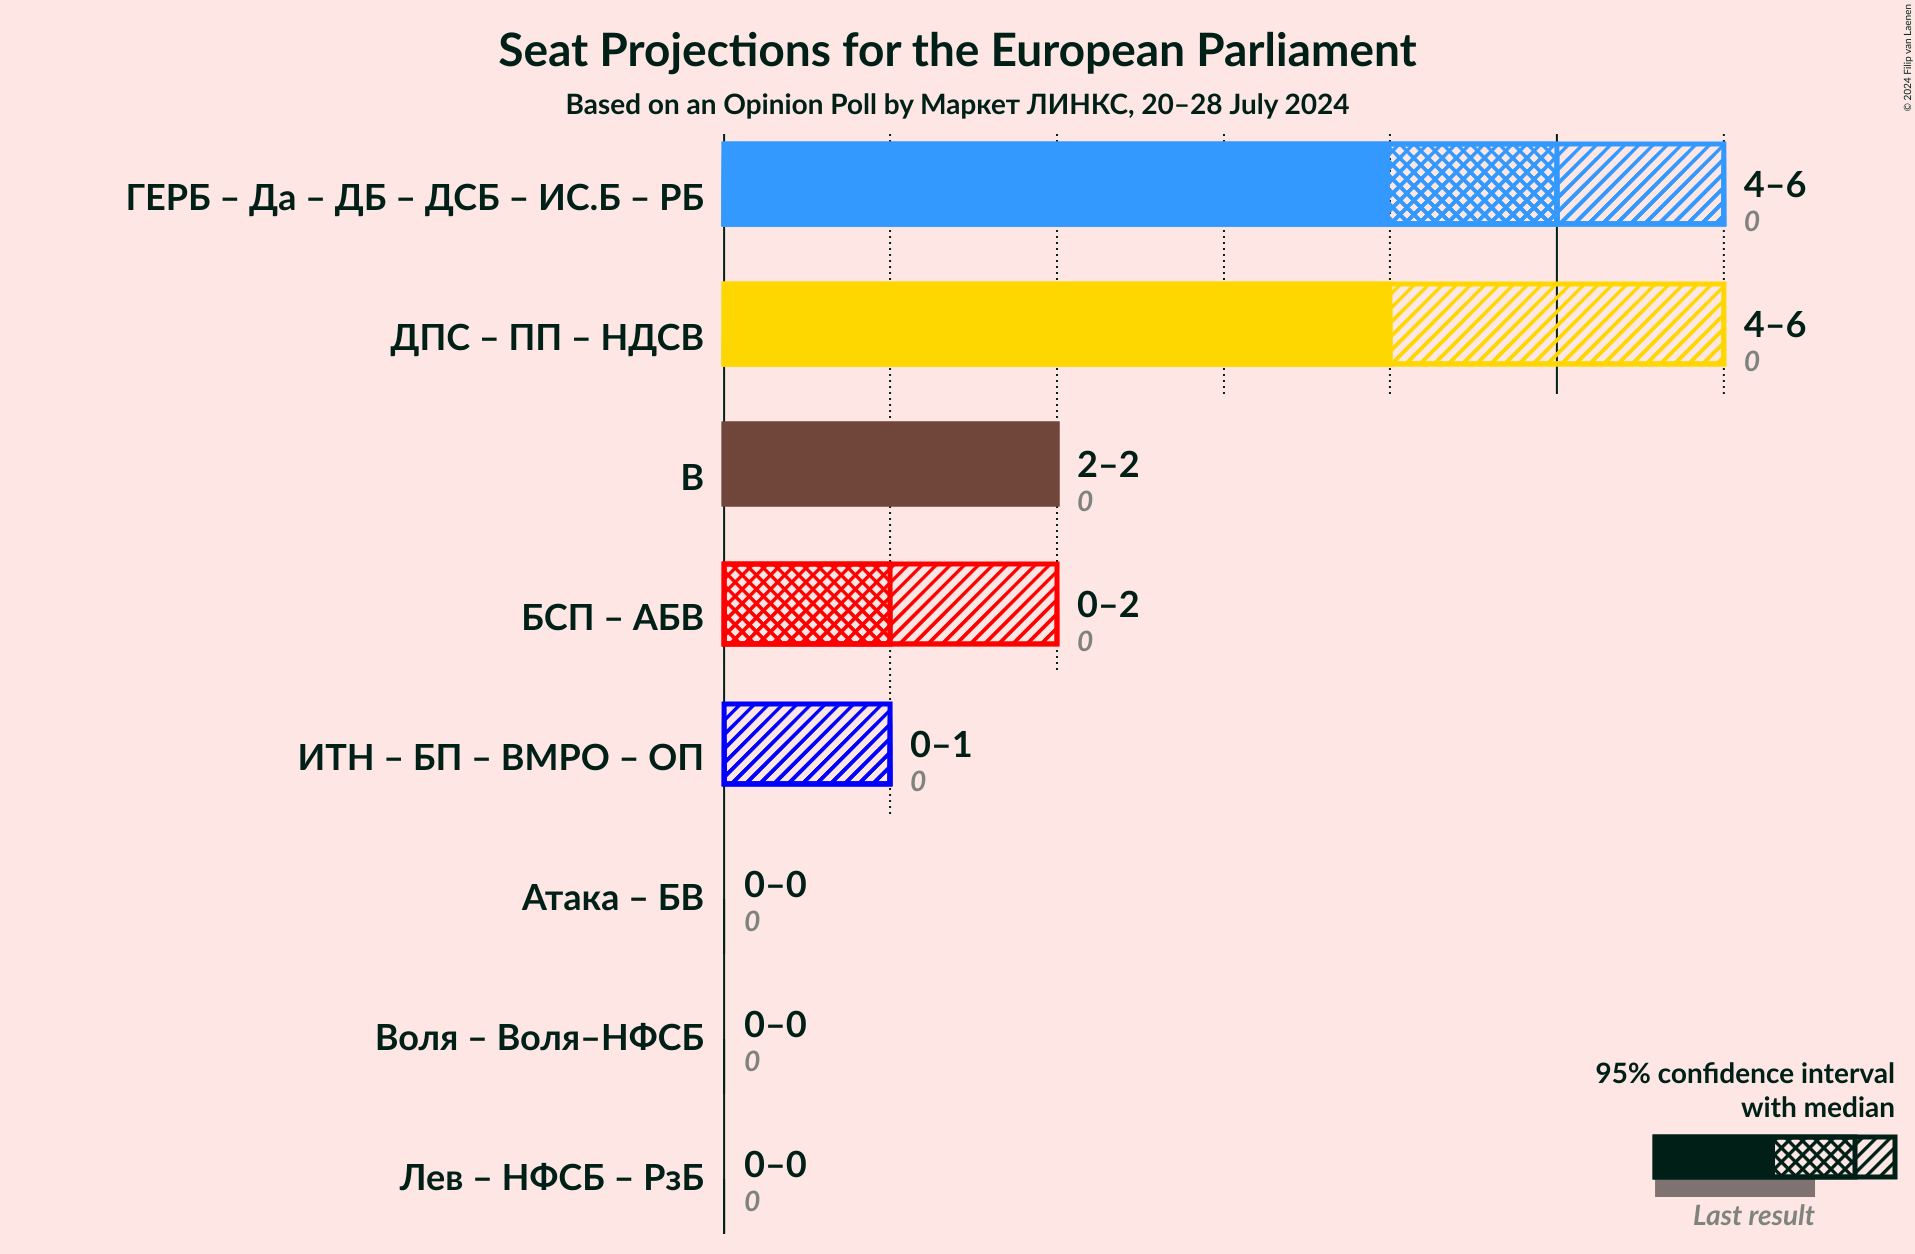 Seat Projections for the European Parliament
Based on an Opinion Poll by Маркет ЛИНКС, 20–28 July 2024
© 2024 Filip van Laenen
ГЕРБ – Да – ДБ – ДСБ – ИС.Б – РБ
4–6
0
ДПС – ПП – НДСВ
4–6
0
В
2–2
0
БСП – АБВ
0–2
0
ИТН – БП – ВМРО – ОП
0–1
0
Атака – БВ
0–0
0
Воля – Воля–НФСБ
0–0
0
Лев – НФСБ – РзБ
0–0
0
95% confidence interval
with median
Last result